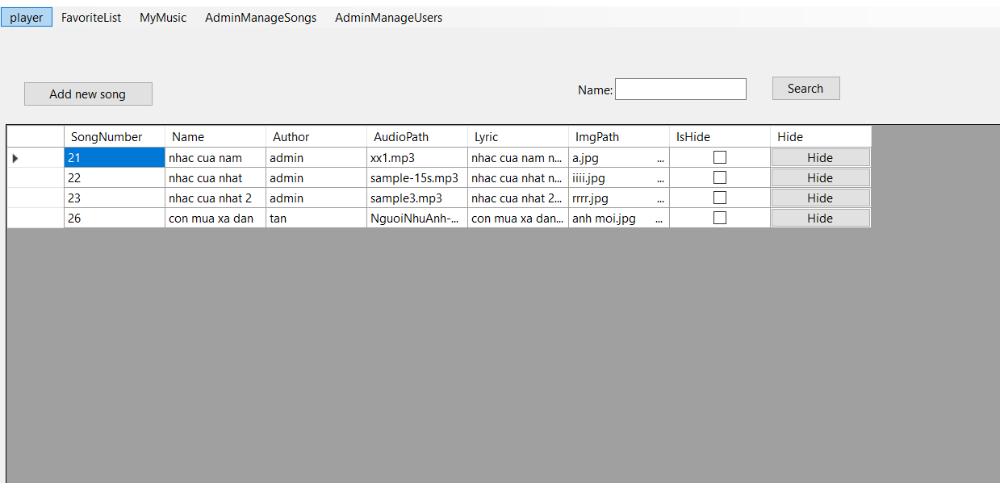 player FavoriteList MyMusic AdminManageSongs AdminManageUsers
Add new song Name: Search
SongNumber Name Author AudioPath Lyric ImgPath IsHide Hide
21 nhac cua nam admin xx1.mp3 nhac cua nam n... a.jpg ... Hide
22 nhac cua nhat admin sample-15s.mp3 nhac cua nhat n... iiii.jpg ... Hide
23 nhac cua nhat 2 admin sample3.mp3 nhac cua nhat 2... rrrr.jpg ... Hide
26 con mua xa dan tan NguoiNhuAnh-... con mua xa dan... anh moi.jpg ... Hide